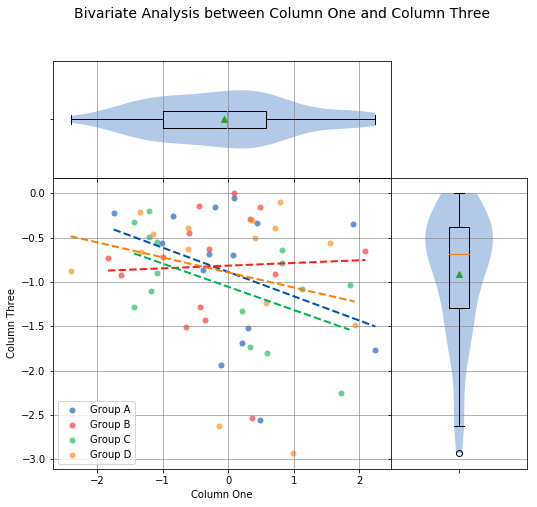 Bivariate Analysis between Column One and Column Three
0.0
−0.5
−1.0
−1.5
−2.0
−2.5
−3.0
Column Three
Group A
Group B
Group C
Group D
−2
−1
0
1
2
Column One